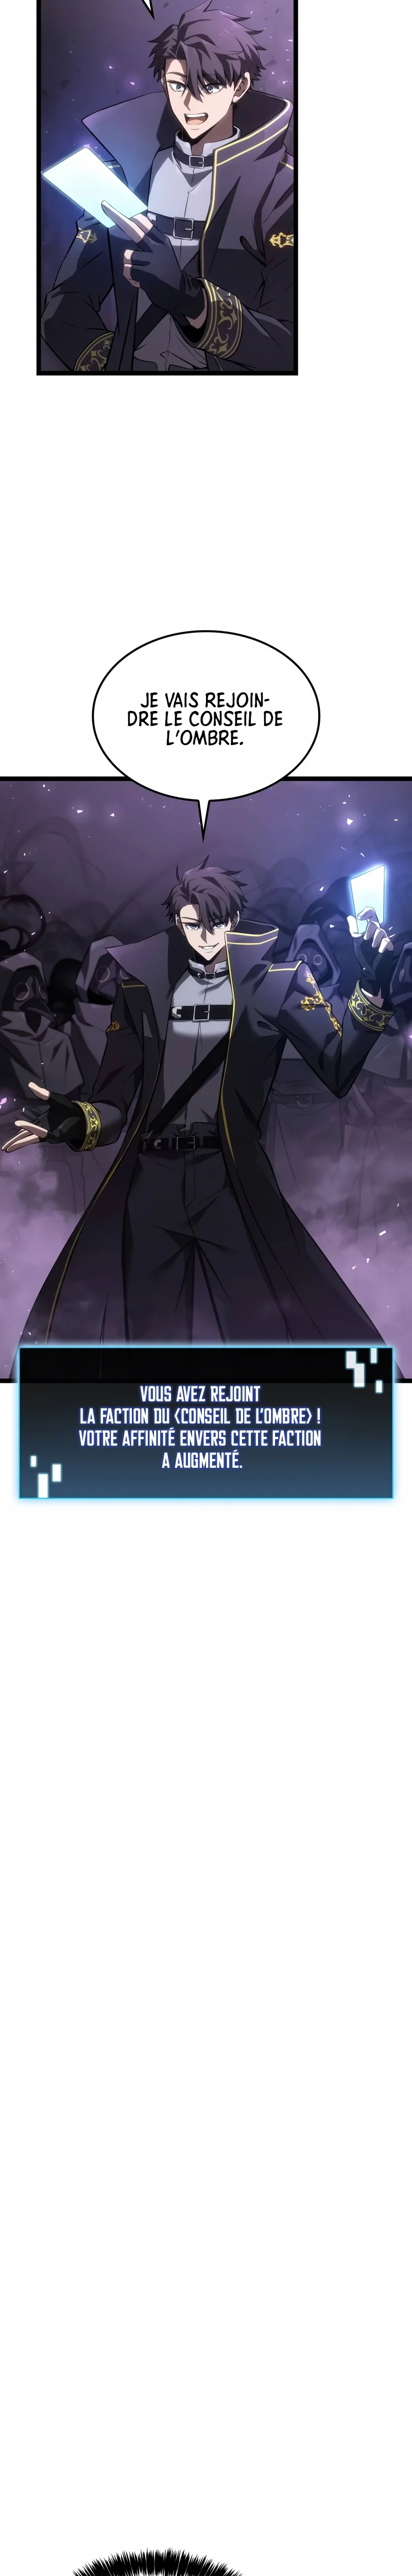 JE VAIS REJOIN-
DRE LE CONSEIL DE
L'OMBRE.
VOUS AVEZ REJOINT
LA FACTION DU <CONSEIL DE L'OMBRE> !
VOTRE AFFINITÉ ENVERS CETTE FACTION
A AUGMENTÉ.